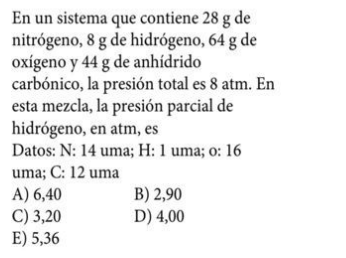 En un sistema que contiene 28 g de
nitrógeno, 8 g de hidrógeno, 64 g de
oxígeno y 44 g de anhídrido
carbónico, la presión total es 8 atm. En
esta mezcla, la presión parcial de
hidrógeno, en atm, es
Datos: N: 14 uma; H: 1 uma; o: 16
uma; C: 12 uma
A) 6,40 B) 2,90
C) 3,20 D) 4,00
E) 5,36